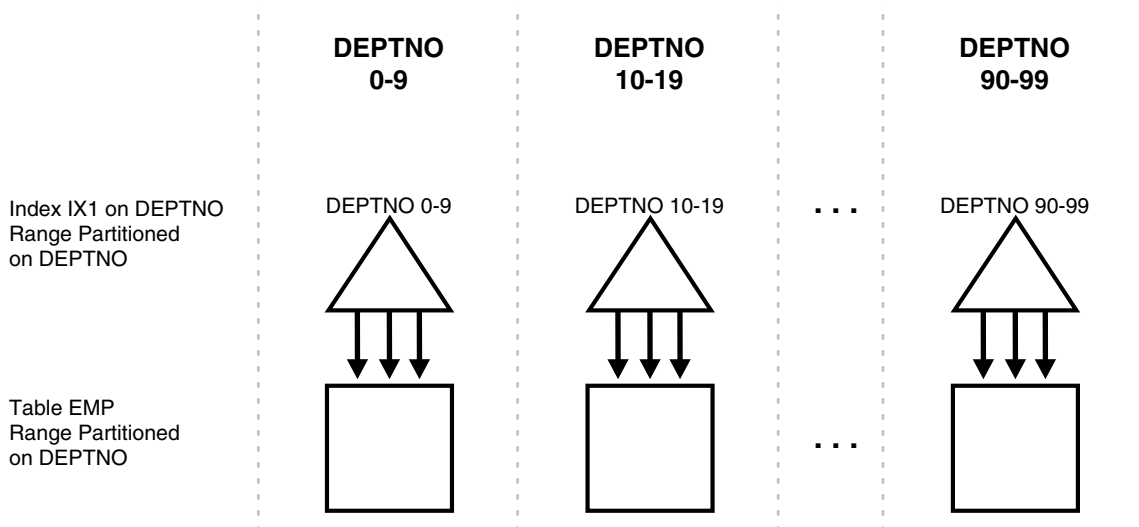 DEPTNO
0-9
DEPTNO
10-19
DEPTNO
90-99
Index IX1 on DEPTNO
Range Partitioned
on DEPTNO
DEPTNO 0-9
DEPTNO 10-19
. . .
DEPTNO 90-99
Table EMP
Range Partitioned
on DEPTNO
. . .